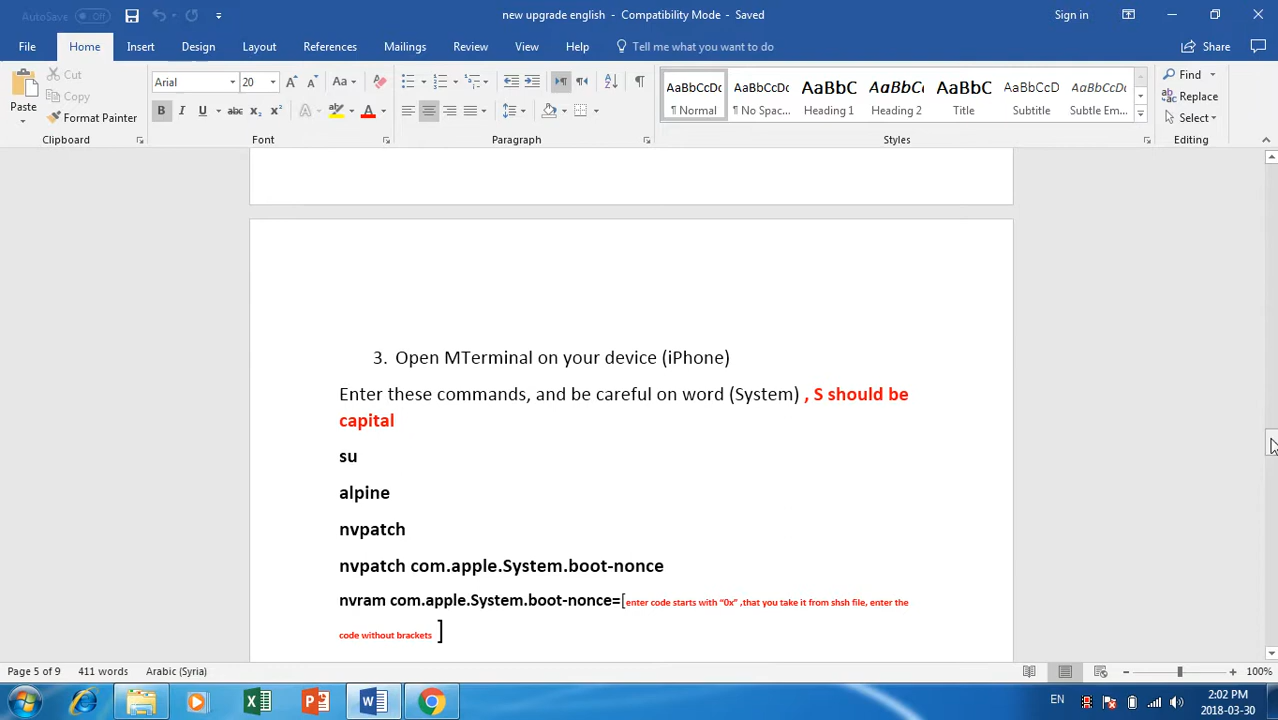 AutoSave Off
new upgrade english - Compatibility Mode - Saved
Sign in
File Home Insert Design Layout References Mailings Review View Help Tell me what you want to do Share
Paste
Cut
Copy
Format Painter
Clipboard
Arial 20
Font
Paragraph
AaBbCcDc AaBbCcDc AaBbC AaBbCc AaBbC AaBbCcD AaBbCcDc
¶ Normal ¶ No Spac... Heading 1 Heading 2 Title Subtitle Subtle Em...
Styles
Find
Replace
Select
Editing
3. Open MTerminal on your device (iPhone)
Enter these commands, and be careful on word (System) , S should be
capital
su
alpine
nvpatch
nvpatch com.apple.System.boot-nonce
nvram com.apple.System.boot-nonce=[enter code starts with “0x” ,that you take it from shsh file, enter the
code without brackets ]
Page 5 of 9 411 words Arabic (Syria) 100%
EN 2:02 PM
2018-03-30